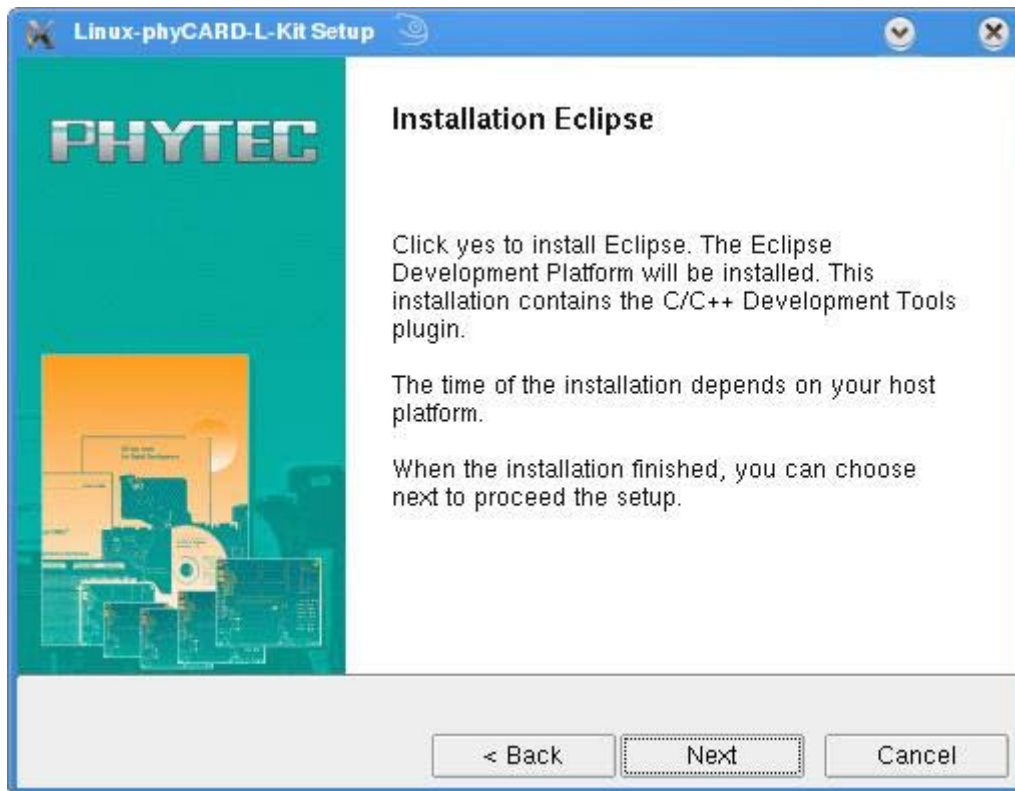 Linux-phyCARD-L-Kit Setup
PHYTEC
Installation Eclipse
Click yes to install Eclipse. The Eclipse
Development Platform will be installed. This
installation contains the C/C++ Development Tools
plugin.
The time of the installation depends on your host
platform.
When the installation finished, you can choose
next to proceed the setup.
< Back
Next
Cancel